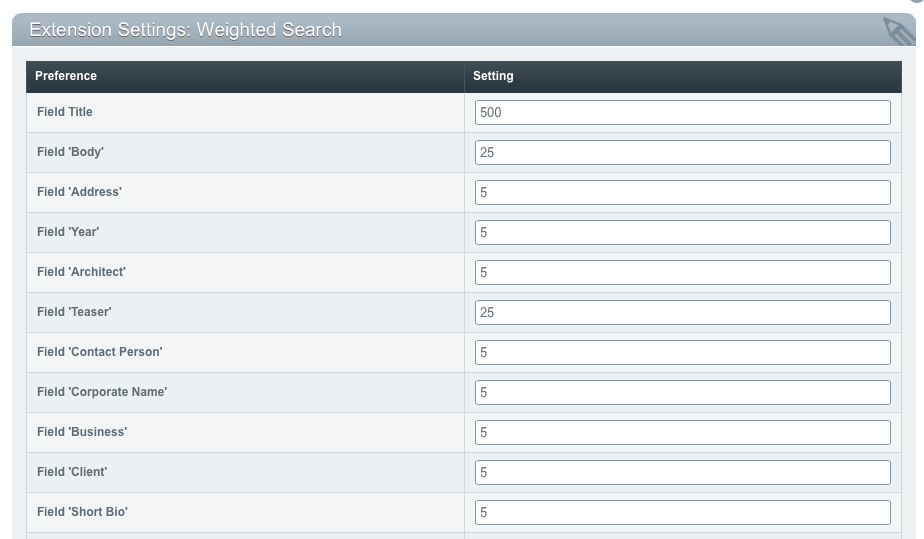 Extension Settings: Weighted Search
Preference Setting
Field Title 500
Field 'Body' 25
Field 'Address' 5
Field 'Year' 5
Field 'Architect' 5
Field 'Teaser' 25
Field 'Contact Person' 5
Field 'Corporate Name' 5
Field 'Business' 5
Field 'Client' 5
Field 'Short Bio' 5